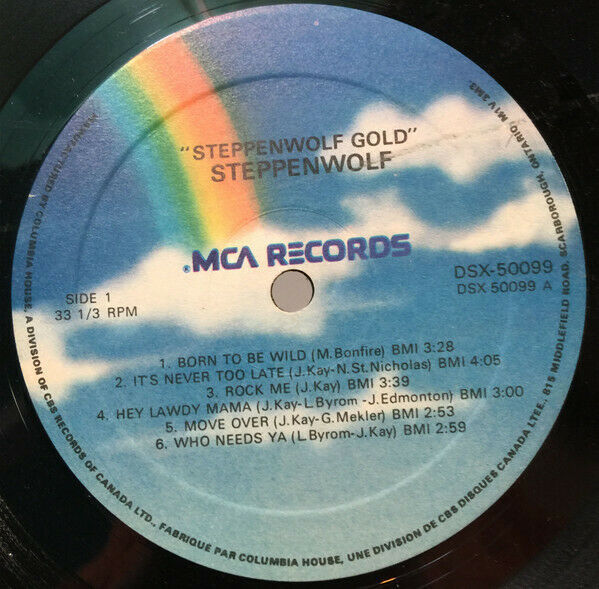 "STEPPENWOLF GOLD"
STEPPENWOLF
®MCA RECORDS
SIDE 1
33 1/3 RPM
DSX-50099
DSX 50099 A
1. BORN TO BE WILD (M.Bonfire) BMI 3:28
2. IT'S NEVER TOO LATE (J.Kay-N.St.Nicholas) BMI 4:05
3. ROCK ME (J.Kay) BMI 3:39
4. HEY LAWDY MAMA (J.Kay-L.Byrom-J.Edmonton) BMI 3:00
5. MOVE OVER (J.Kay-G.Mekler) BMI 2:53
6. WHO NEEDS YA (L.Byrom-J.Kay) BMI 2:59
MANUFACTURED BY COLUMBIA HOUSE, A DIVISION OF CBS RECORDS OF CANADA LTD., FABRIQUÉ PAR COLUMBIA HOUSE, UNE DIVISION DE CBS DISQUES CANADA LTEE. 815 MIDDLEFIELD ROAD, SCARBOROUGH, ONTARIO, M1V 2M3.